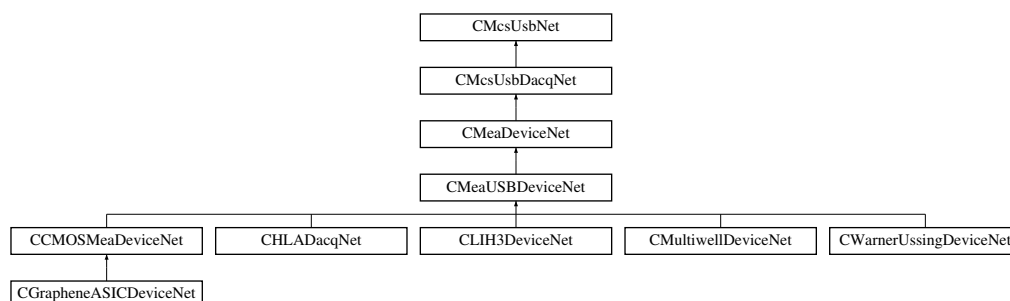 CMcsUsbNet
CMcsUsbDacqNet
CMeaDeviceNet
CMeaUSBDeviceNet
CCMOSMeaDeviceNet
CHLADacqNet
CLIH3DeviceNet
CMultiwellDeviceNet
CWarnerUssingDeviceNet
CGrapheneASICDeviceNet